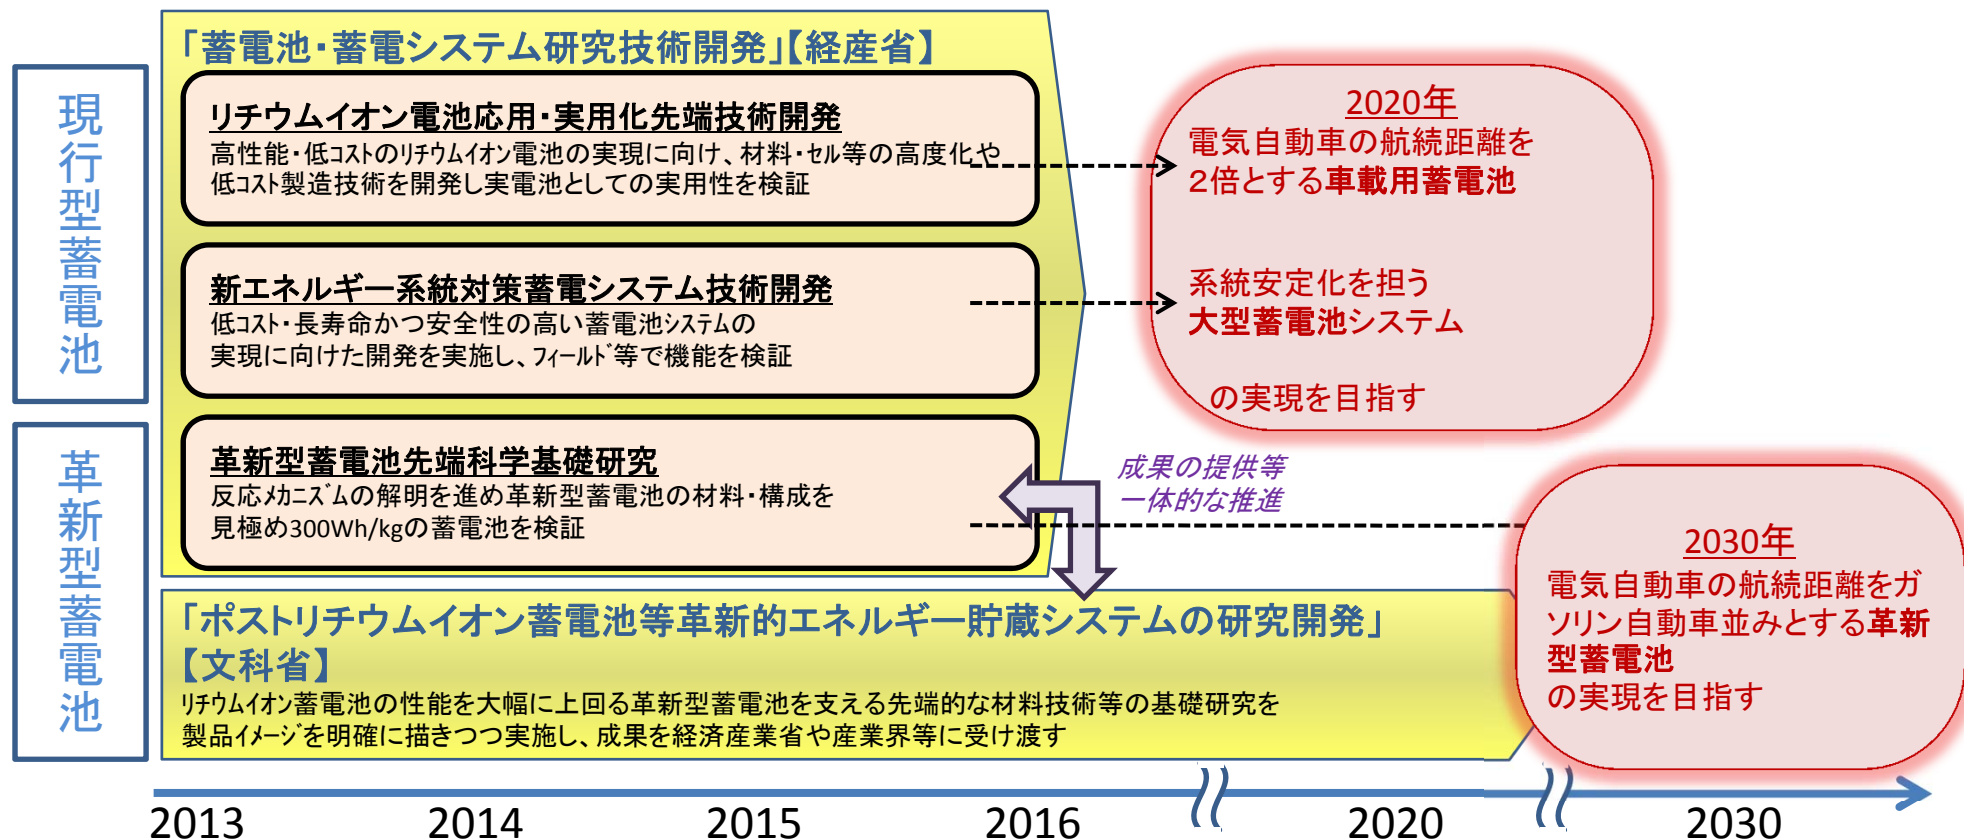 現行型蓄電池
「蓄電池・蓄電システム研究技術開発」【経産省】
リチウムイオン電池応用・実用化先端技術開発
高性能・低ｺｽﾄのﾘﾁｳﾑｲｵﾝ電池の実現に向け、材料・ｾﾙ等の高度化や
低ｺｽﾄ製造技術を開発し実電池としての実用性を検証
新エネルギー系統対策蓄電システム技術開発
低ｺｽﾄ・長寿命かつ安全性の高い蓄電池ｼｽﾃﾑの
実現に向けた開発を実施し、ﾌｨｰﾙﾄﾞ等で機能を検証
2020年
電気自動車の航続距離を
２倍とする車載用蓄電池
系統安定化を担う
大型蓄電池システム
の実現を目指す
革新型蓄電池
革新型蓄電池先端科学基礎研究
反応ﾒｶﾆｽﾞﾑの解明を進め革新型蓄電池の材料・構成を
見極め300Wh/kgの蓄電池を検証
成果の提供等
一体的な推進
「ポストリチウムイオン蓄電池等革新的エネルギー貯蔵システムの研究開発」
【文科省】
ﾘﾁｳﾑｲｵﾝ蓄電池の性能を大幅に上回る革新型蓄電池を支える先端的な材料技術等の基礎研究を
製品ｲﾒｰｼﾞを明確に描きつつ実施し、成果を経済産業省や産業界等に受け渡す
2030年
電気自動車の航続距離をガ
ソリン自動車並みとする革新
型蓄電池
の実現を目指す
2013 2014 2015 2016 2020 2030